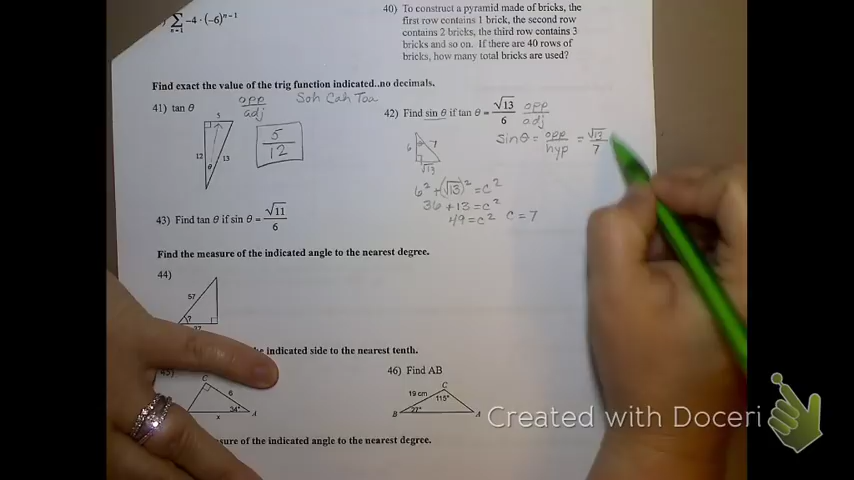 ∑ -4 · (-6)^(n-1)
n=1
40) To construct a pyramid made of bricks, the
first row contains 1 brick, the second row
contains 2 bricks, the third row contains 3
bricks and so on. If there are 40 rows of
bricks, how many total bricks are used?
Find exact the value of the trig function indicated..no decimals.
41) tan θ
opp
adj
Soh Cah Toa
5
12
13
θ
5
12
42) Find sin θ if tan θ = √13/6
opp
adj
6
7
√13
sin θ = opp/hyp = √13/7
6² + (√13)² = c²
36 + 13 = c²
49 = c² c = 7
43) Find tan θ if sin θ = √11/6
Find the measure of the indicated angle to the nearest degree.
44)
57
?
the indicated side to the nearest tenth.
C
6
34°
A
x
46) Find AB
C
19 cm
115°
B
27°
A
sure of the indicated angle to the nearest degree.
Created with Doceri